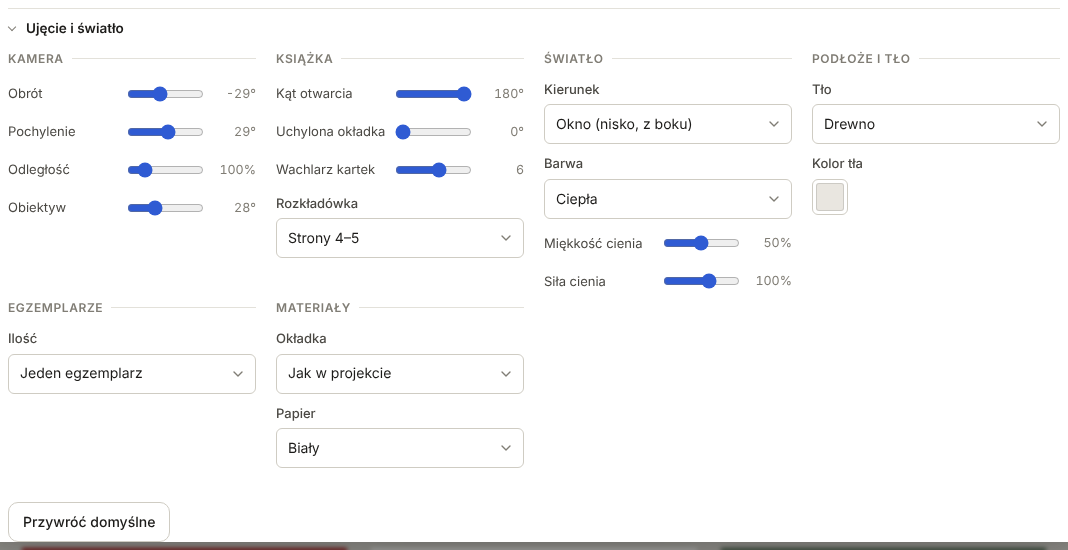 Ujęcie i światło
KAMERA
Obrót -29°
Pochylenie 29°
Odległość 100%
Obiektyw 28°
KSIĄŻKA
Kąt otwarcia 180°
Uchylona okładka 0°
Wachlarz kartek 6
Rozkładówka
Strony 4–5
ŚWIATŁO
Kierunek
Okno (nisko, z boku)
Barwa
Ciepła
Miękkość cienia 50%
Siła cienia 100%
PODŁOŻE I TŁO
Tło
Drewno
Kolor tła
EGZEMPLARZE
Ilość
Jeden egzemplarz
MATERIAŁY
Okładka
Jak w projekcie
Papier
Biały
Przywróć domyślne